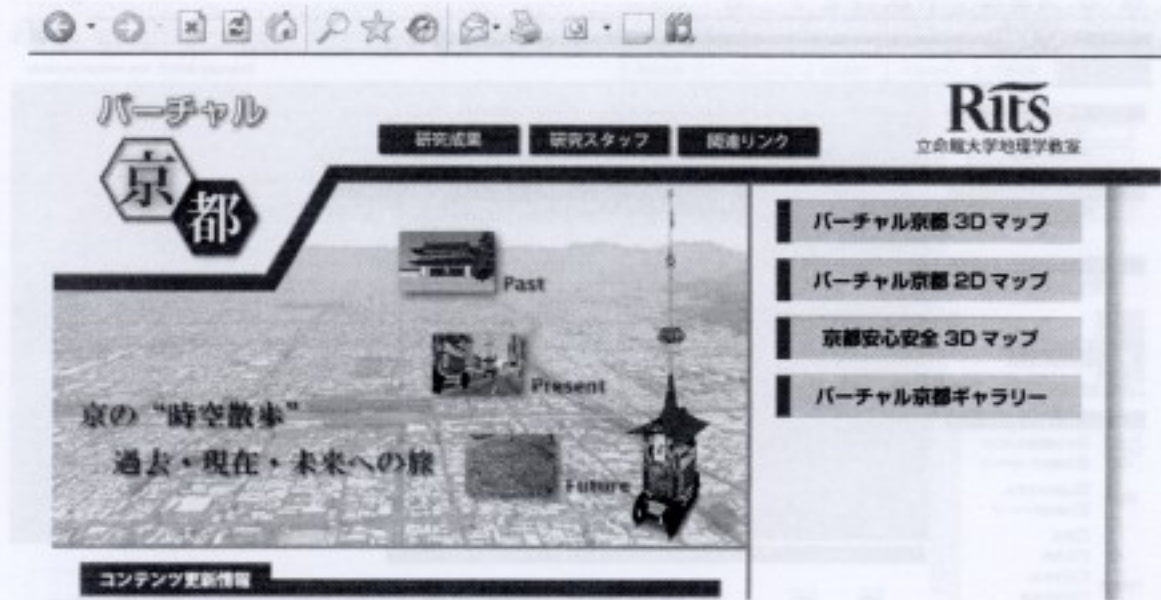 バーチャル
京
都
研究成果
研究スタッフ
関連リンク
Rits
立命館大学地理学教室
バーチャル京都 3D マップ
バーチャル京都 2D マップ
京都安心安全 3D マップ
バーチャル京都ギャラリー
Past
Present
Future
京の“時空散歩”
過去・現在・未来への旅
コンテンツ更新情報